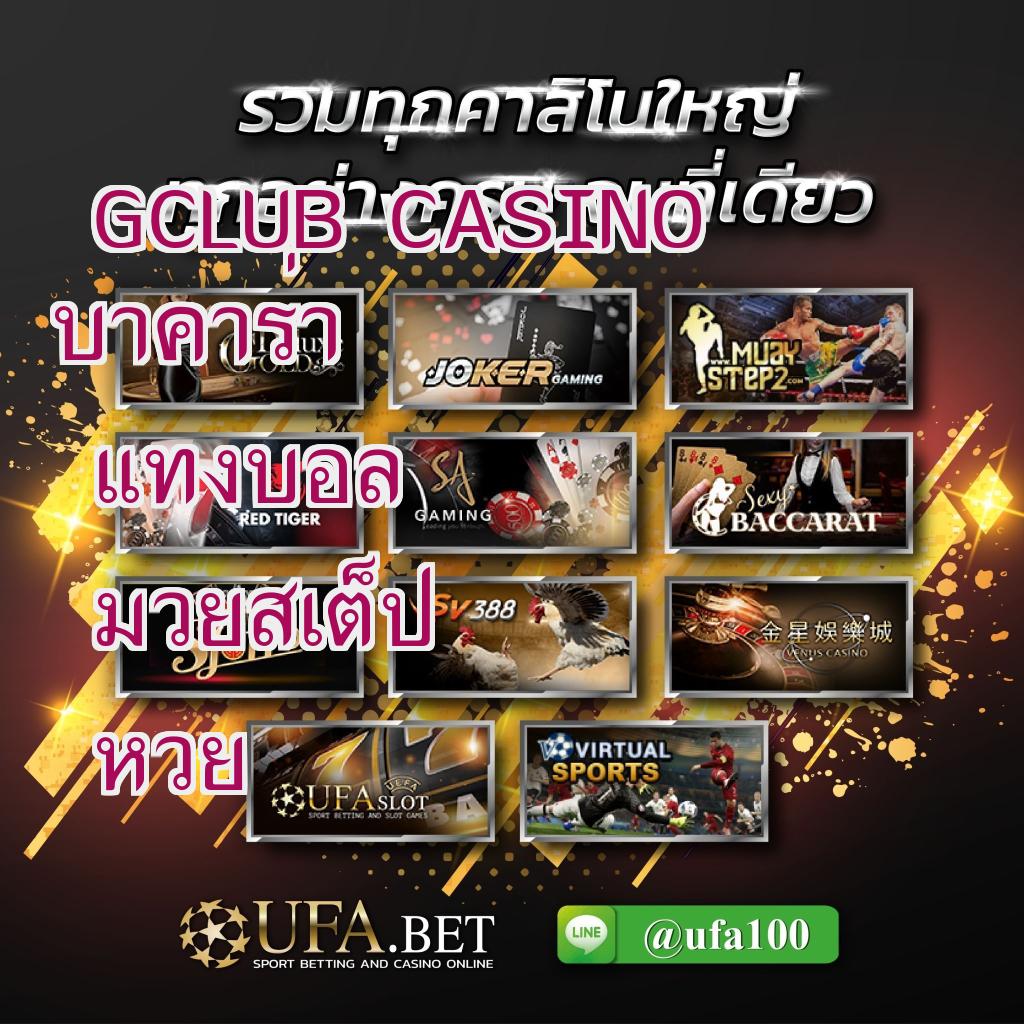 รวมทุกคาสิโนใหญ่
ที่เดียว
GCLUB CASINO
บาคารา
JOKER GAMING
WWW.MUAY STEP2.COM
แทงบอล
RED TIGER
SA GAMING
Sexy BACCARAT
มวยสเต็ป
SV388
金星娛樂城
VENUS CASINO
หวย
UFA SLOT
SPORT BETTING AND SLOT GAMES
VIRTUAL SPORTS
UFA.BET
SPORT BETTING AND CASINO ONLINE
LINE
@ufa100